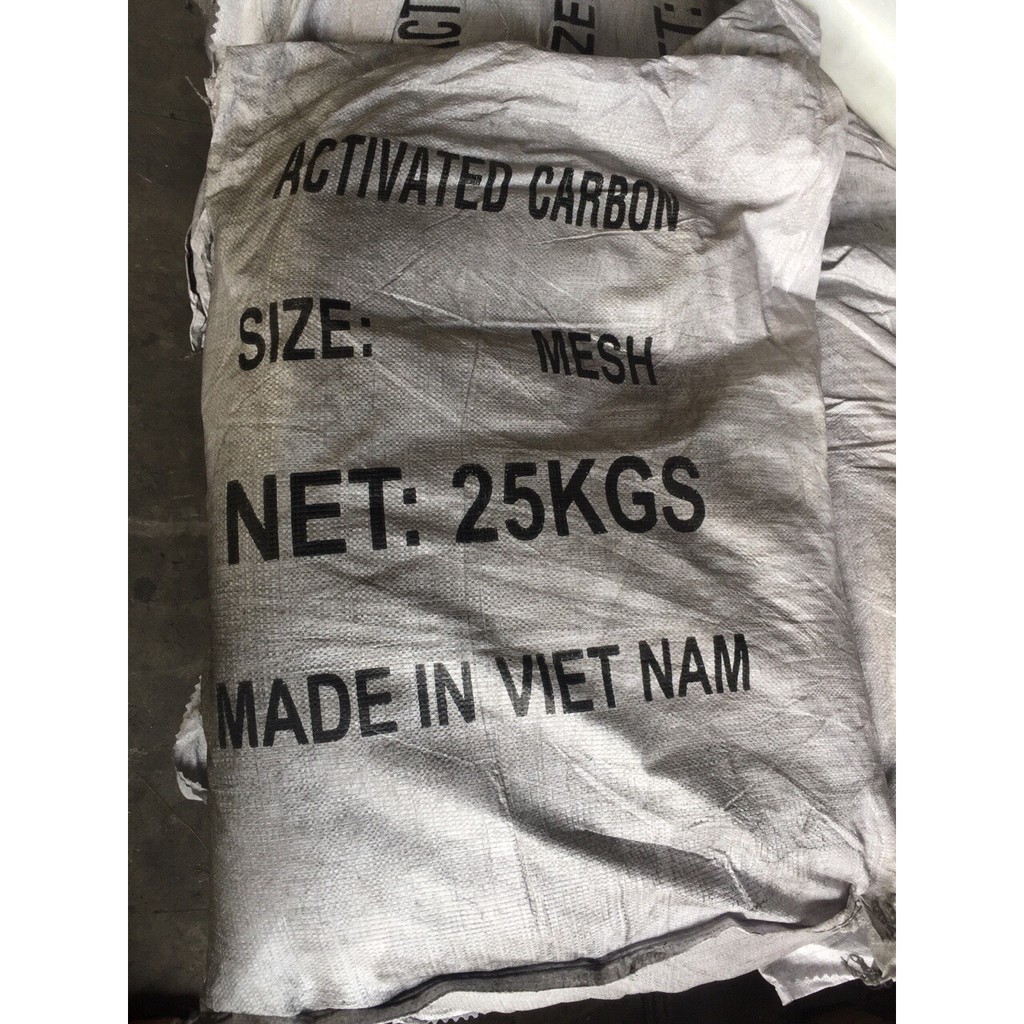 ACTIVATED CARBON
SIZE: MESH
NET: 25KGS
MADE IN VIET NAM